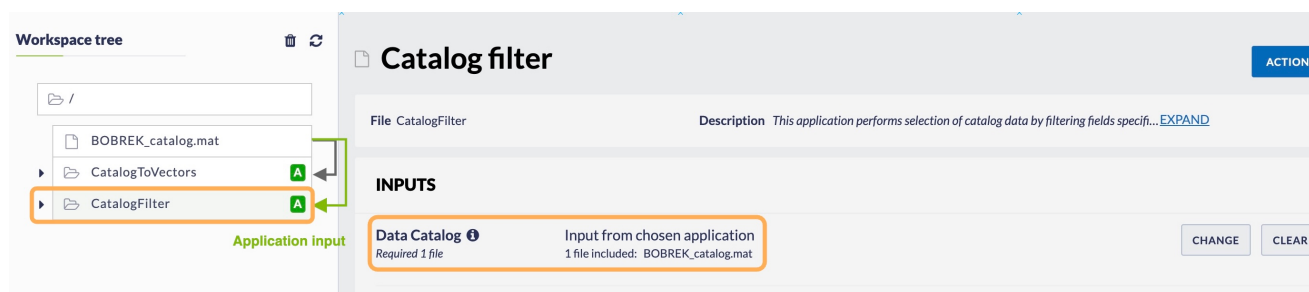 Workspace tree
/
BOBREK_catalog.mat
CatalogToVectors A
CatalogFilter A
Application input
Catalog filter
ACTION
File CatalogFilter
Description This application performs selection of catalog data by filtering fields specifi... EXPAND
INPUTS
Data Catalog
Input from chosen application
Required 1 file
1 file included: BOBREK_catalog.mat
CHANGE
CLEAR